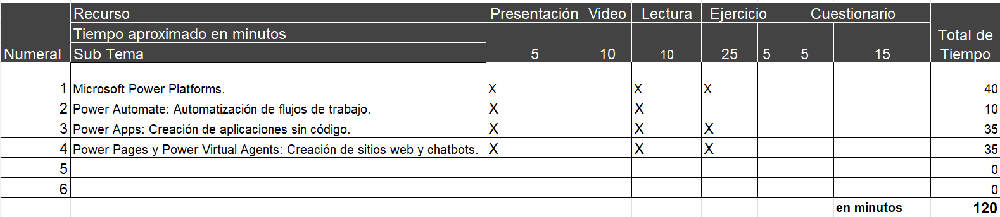 Recurso Presentación Video Lectura Ejercicio Cuestionario
Tiempo aproximado en minutos
Total de
Numeral Sub Tema 5 10 10 25 5 5 15 Tiempo
1 Microsoft Power Platforms. X X X 40
2 Power Automate: Automatización de flujos de trabajo. X X 10
3 Power Apps: Creación de aplicaciones sin código. X X X 35
4 Power Pages y Power Virtual Agents: Creación de sitios web y chatbots. X X X 35
5 0
6 0
en minutos 120